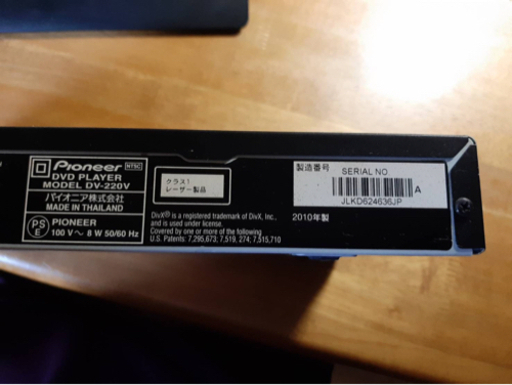 Pioneer NTSC
DVD PLAYER
MODEL DV-220V
パイオニア株式会社
MADE IN THAILAND
PS
E
PIONEER
100 V～ 8 W 50/60 Hz
クラス1
レーザー製品
DivX® is a registered trademark of DivX, Inc.
and is used under license.
Covered by one or more of the following
U.S. Patents: 7,295,673; 7,519, 274; 7,515,710
製造番号
SERIAL NO
A
JLKD624636JP
2010年製